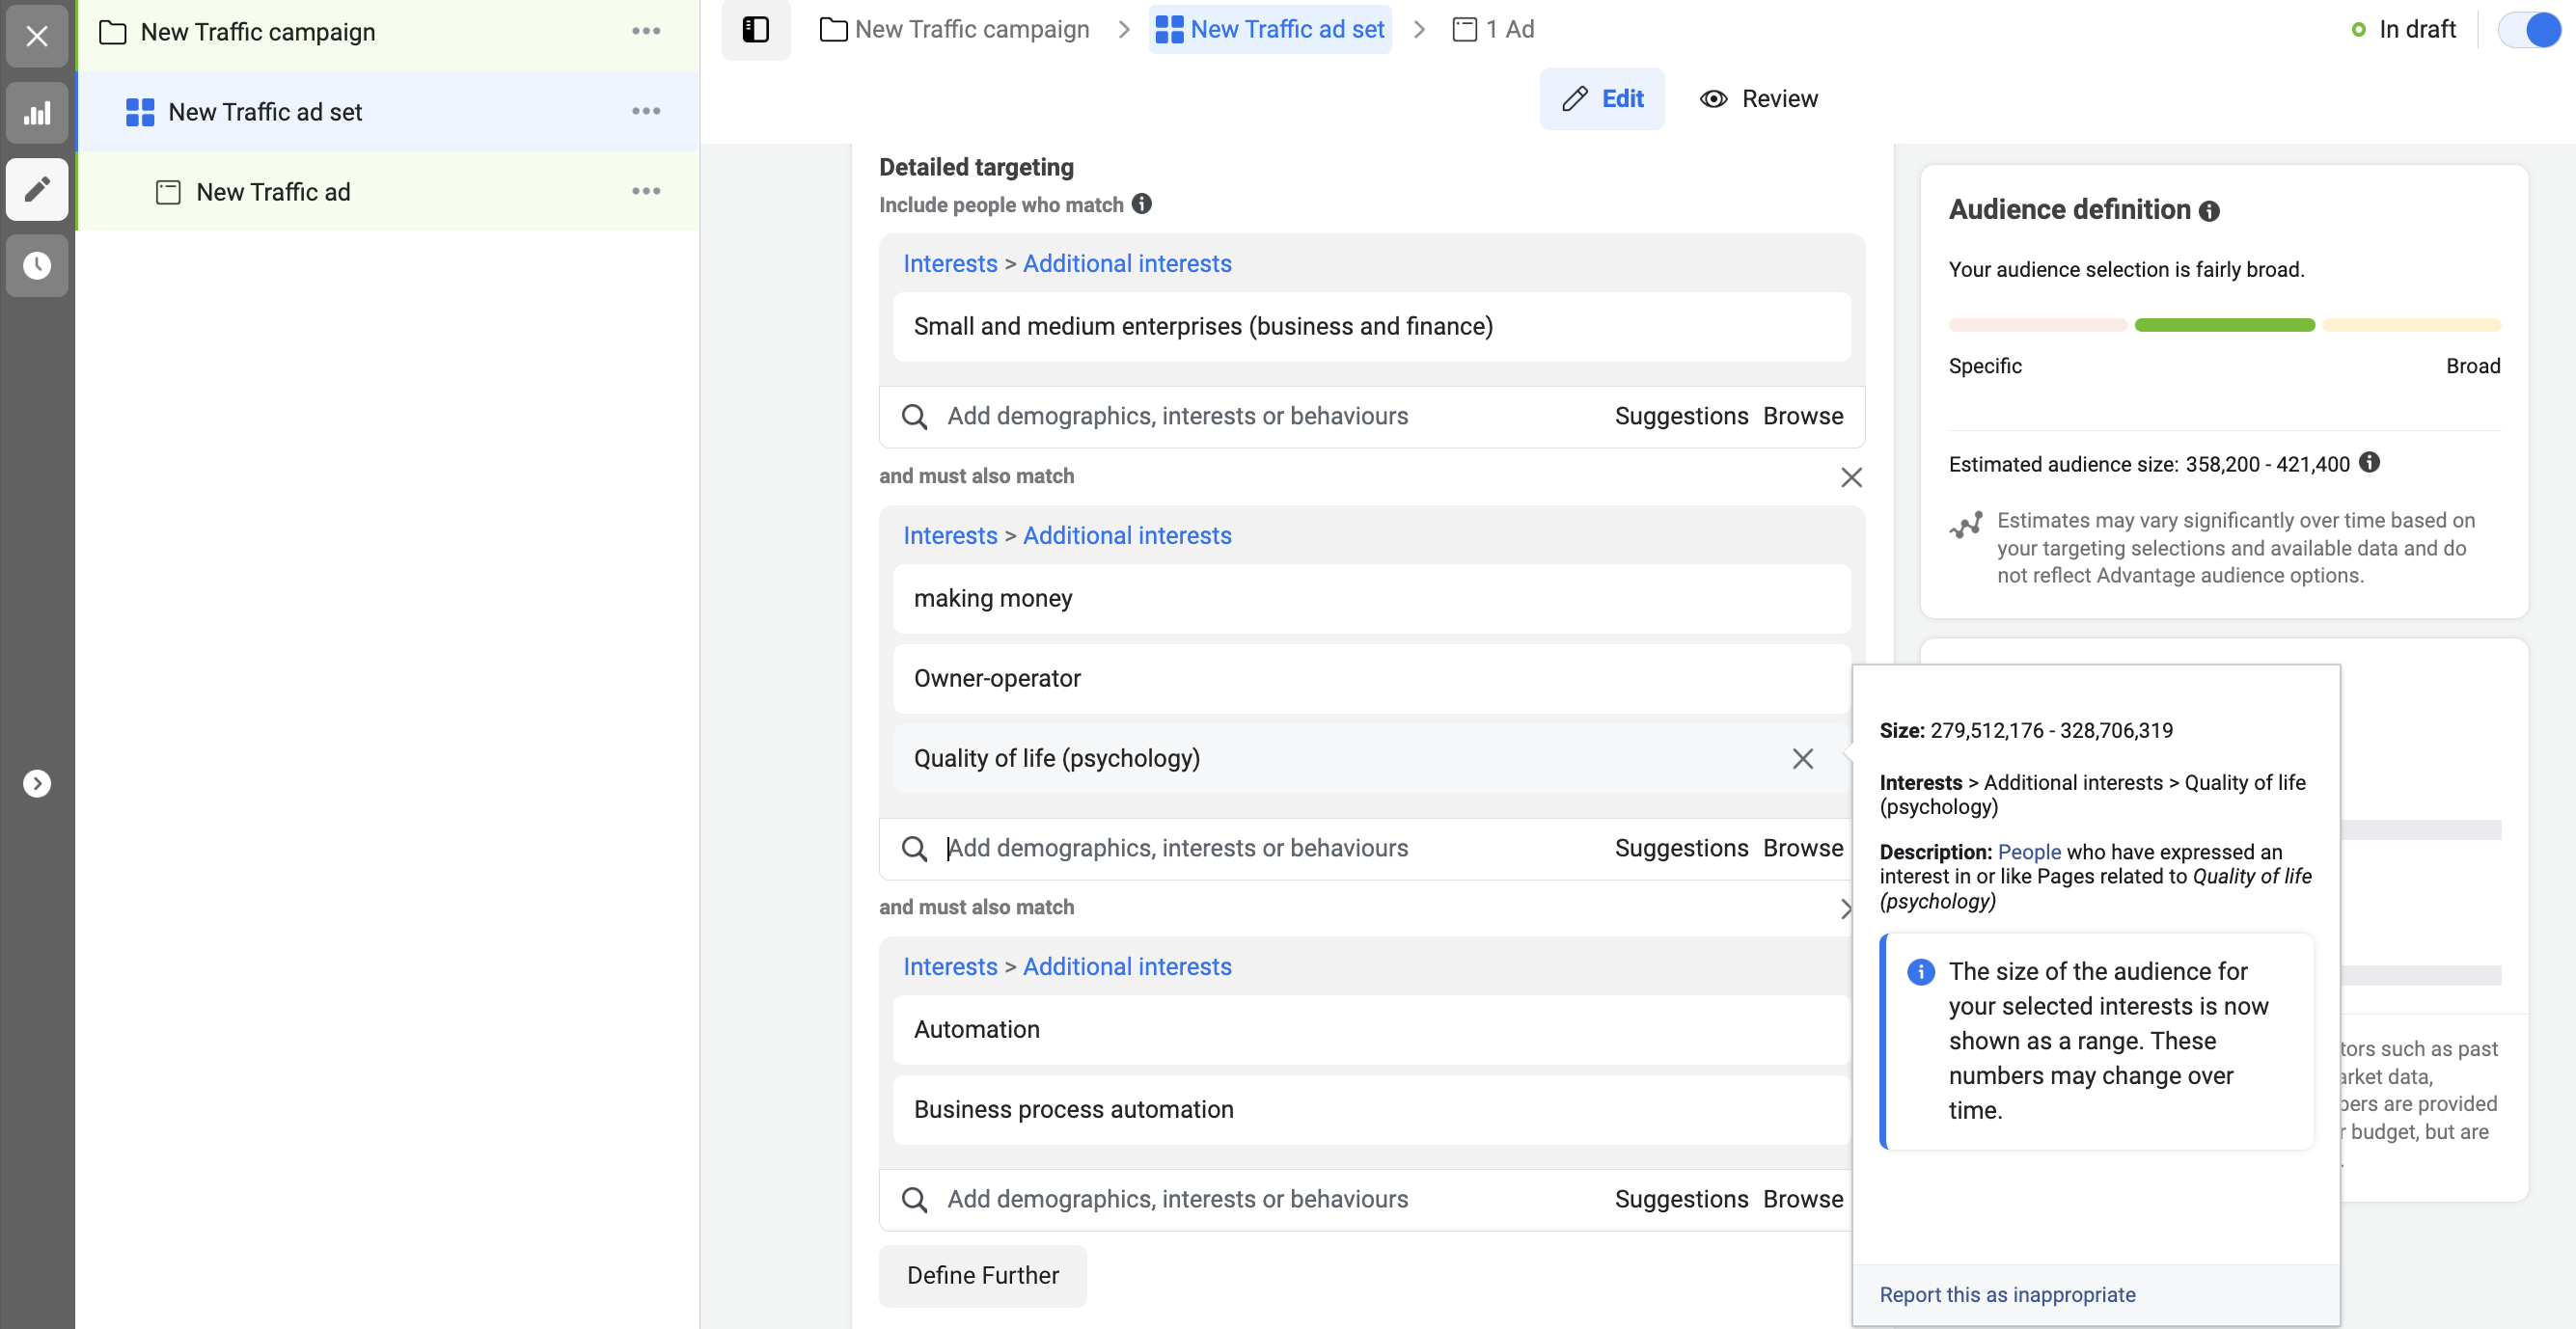 New Traffic campaign
New Traffic ad set
New Traffic ad
New Traffic campaign > New Traffic ad set > 1 Ad
In draft
Edit
Review
Detailed targeting
Include people who match
Interests > Additional interests
Small and medium enterprises (business and finance)
Add demographics, interests or behaviours Suggestions Browse
and must also match
Interests > Additional interests
making money
Owner-operator
Quality of life (psychology)
Add demographics, interests or behaviours Suggestions Browse
and must also match
Interests > Additional interests
Automation
Business process automation
Add demographics, interests or behaviours Suggestions Browse
Define Further
Audience definition
Your audience selection is fairly broad.
Specific Broad
Estimated audience size: 358,200 - 421,400
Estimates may vary significantly over time based on
your targeting selections and available data and do
not reflect Advantage audience options.
Size: 279,512,176 - 328,706,319
Interests > Additional interests > Quality of life
(psychology)
Description: People who have expressed an
interest in or like Pages related to Quality of life
(psychology)
The size of the audience for
your selected interests is now
shown as a range. These
numbers may change over
time.
Report this as inappropriate
such as past
data,
are provided
budget, but are